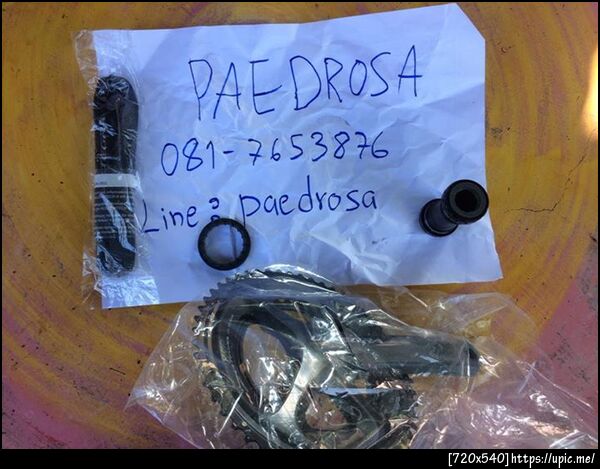 PAEDROSA
081-7653876
Line: paedrosa
[720x540]https://upic.me/